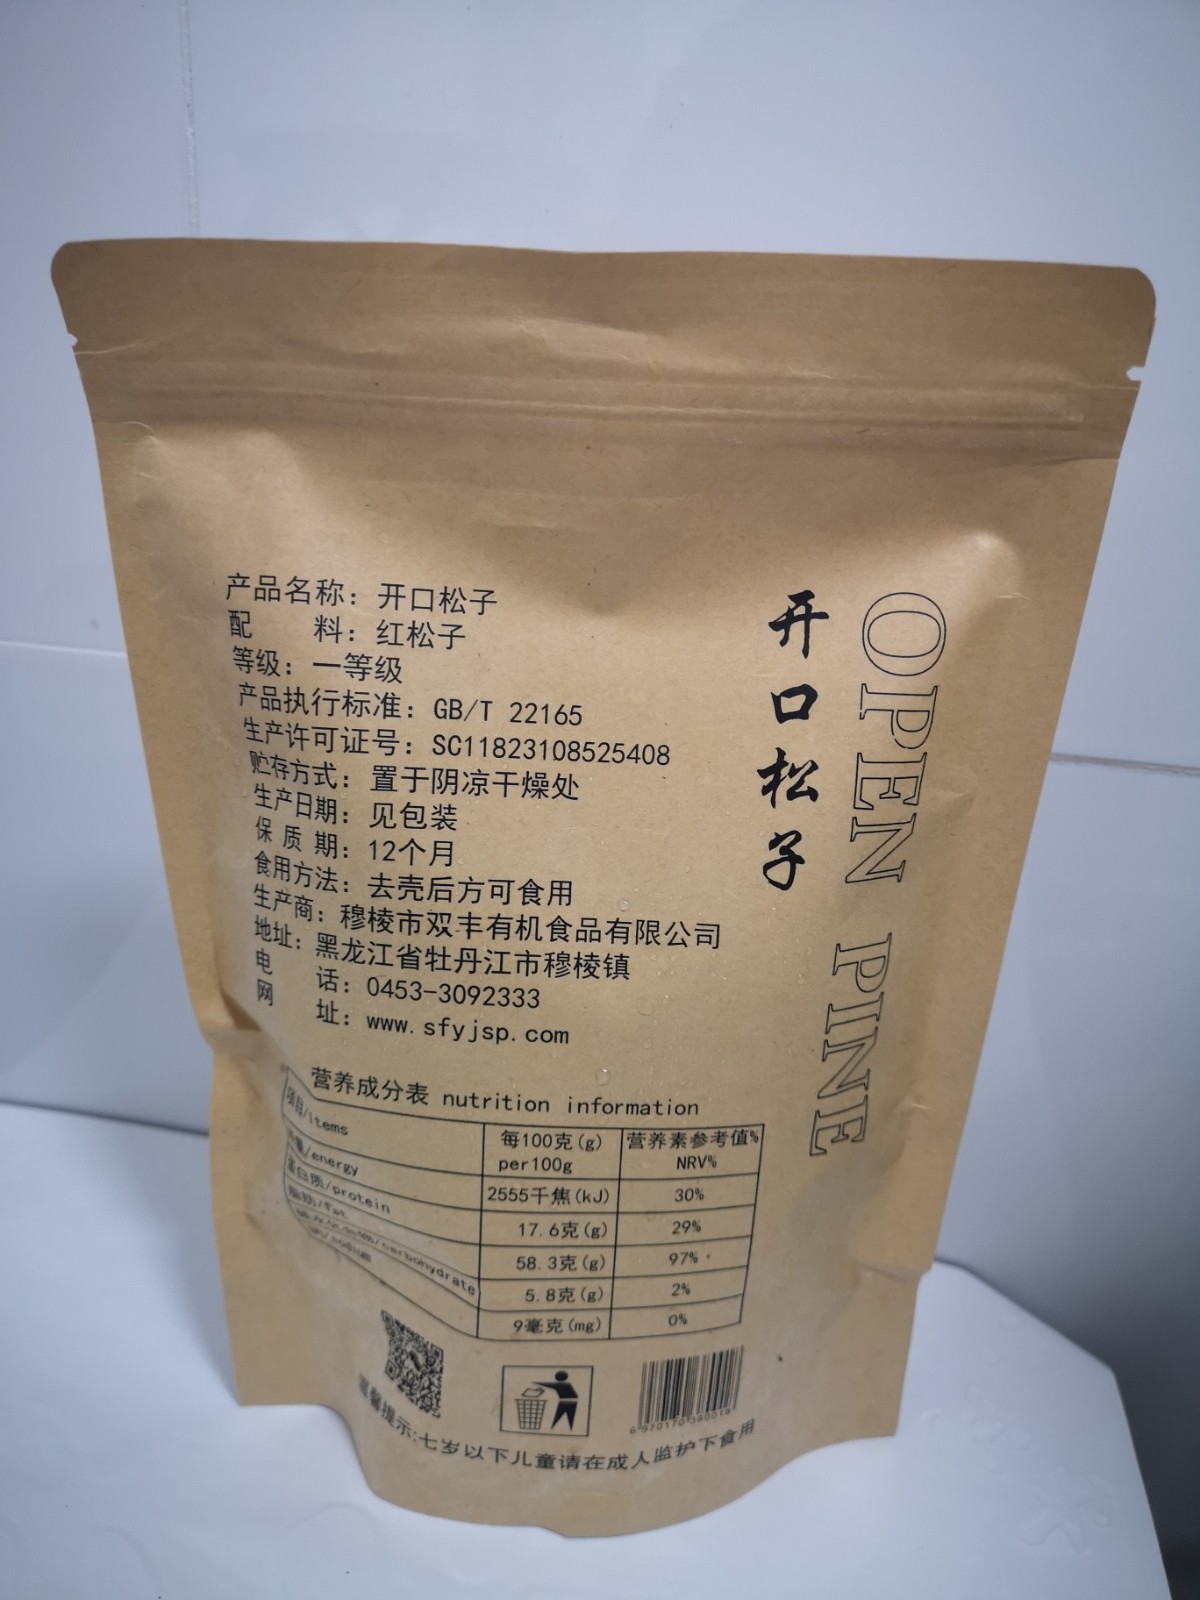 产品名称：开口松子
配 料：红松子
等级：一等级
产品执行标准：GB/T 22165
生产许可证号：SC11823108525408
贮存方式：置于阴凉干燥处
生产日期：见包装
保质期：12个月
食用方法：去壳后方可食用
生产商：穆棱市双丰有机食品有限公司
地址：黑龙江省牡丹江市穆棱镇
电 话：0453-3092333
网 址：www.sfyjsp.com
开口松子
OPEN PINE
营养成分表 nutrition information
项目/items 每100克(g) per100g 营养素参考值% NRV%
能量/energy 2555千焦(kJ) 30%
蛋白质/protein 17.6克(g) 29%
脂肪/fat 58.3克(g) 97%
碳水化合物/carbohydrate 5.8克(g) 2%
钠/sodium 9毫克(mg) 0%
温馨提示:七岁以下儿童请在成人监护下食用